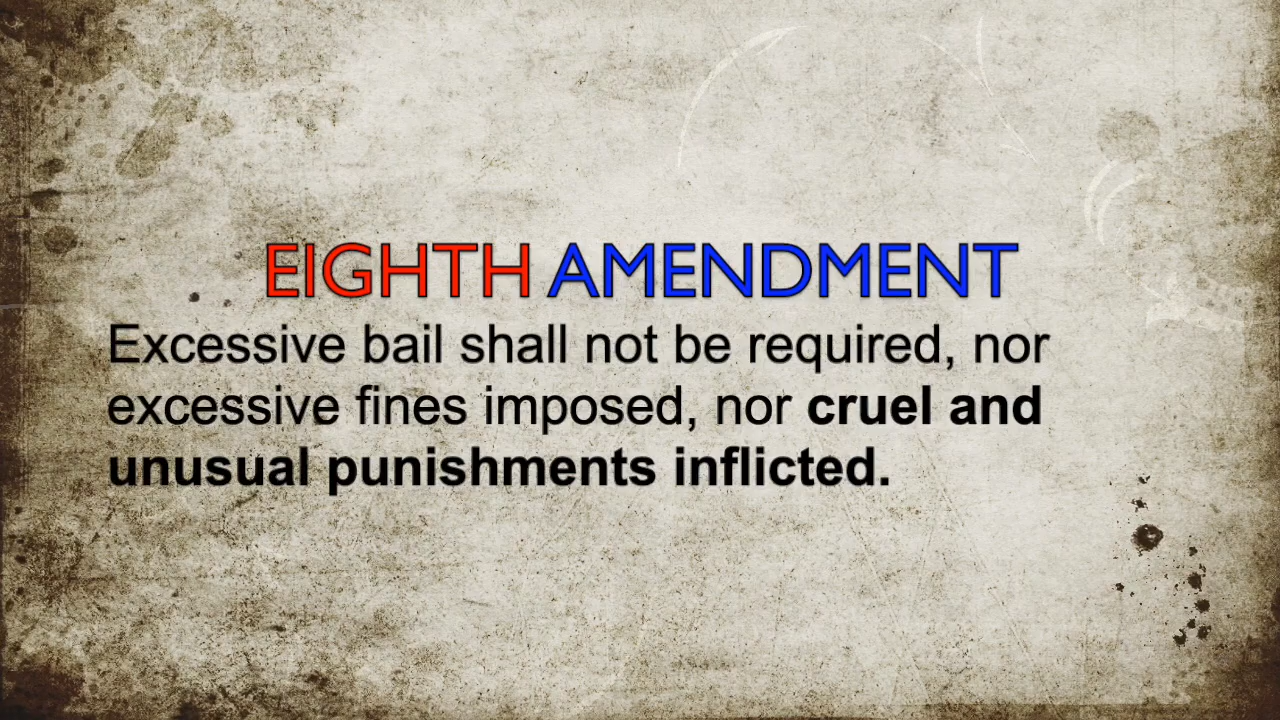 EIGHTH AMENDMENT
Excessive bail shall not be required, nor
excessive fines imposed, nor cruel and
unusual punishments inflicted.